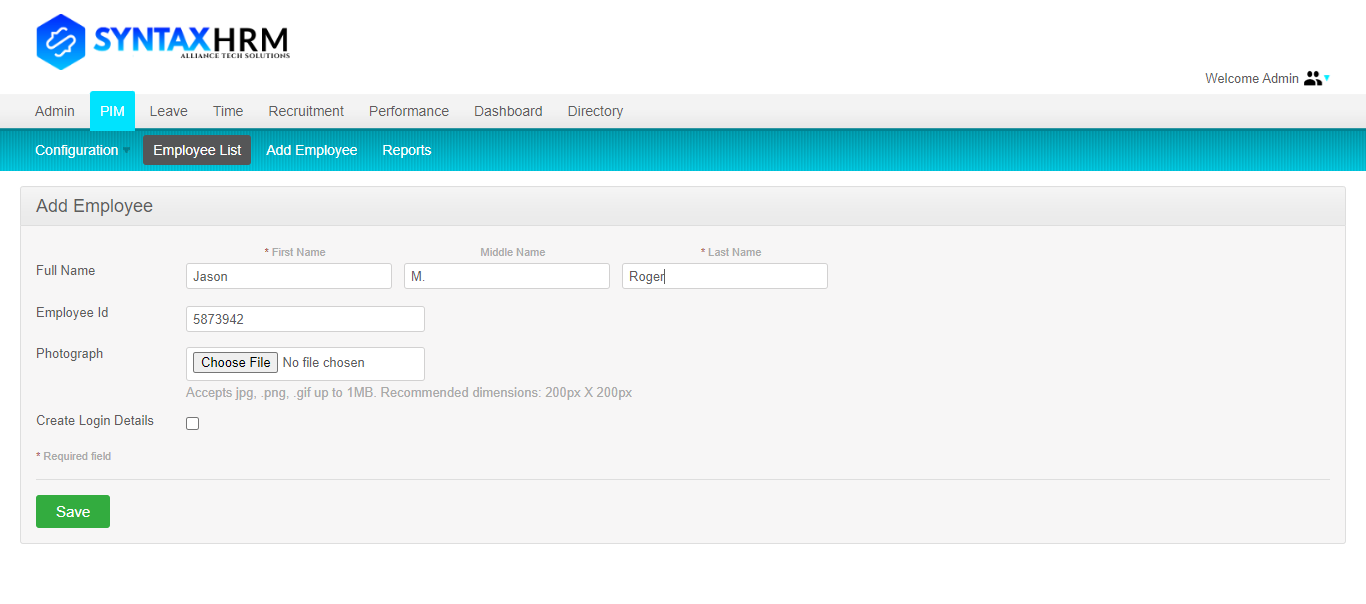 SYNTAXHRM
ALLIANCE TECH SOLUTIONS
Welcome Admin
Admin PIM Leave Time Recruitment Performance Dashboard Directory
Configuration Employee List Add Employee Reports
Add Employee
* First Name Middle Name * Last Name
Full Name Jason M. Roger
Employee Id 5873942
Photograph Choose File No file chosen
Accepts jpg, .png, .gif up to 1MB. Recommended dimensions: 200px X 200px
Create Login Details
* Required field
Save